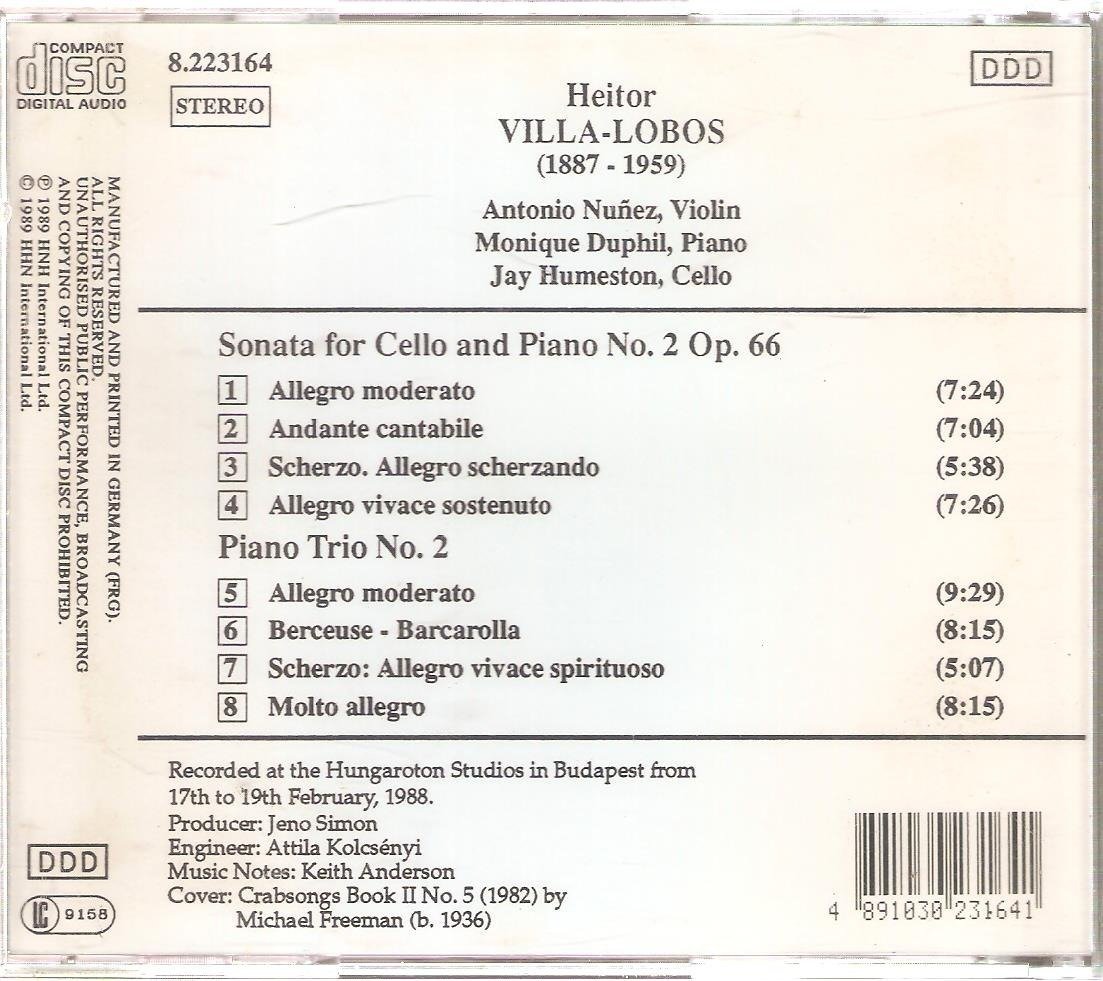 COMPACT
disc
DIGITAL AUDIO
8.223164
STEREO
DDD
Heitor
VILLA-LOBOS
(1887 - 1959)
Antonio Nuñez, Violin
Monique Duphil, Piano
Jay Humeston, Cello
Sonata for Cello and Piano No. 2 Op. 66
1 Allegro moderato (7:24)
2 Andante cantabile (7:04)
3 Scherzo. Allegro scherzando (5:38)
4 Allegro vivace sostenuto (7:26)
Piano Trio No. 2
5 Allegro moderato (9:29)
6 Berceuse - Barcarolla (8:15)
7 Scherzo: Allegro vivace spirituoso (5:07)
8 Molto allegro (8:15)
Recorded at the Hungaroton Studios in Budapest from
17th to 19th February, 1988.
Producer: Jeno Simon
Engineer: Attila Kolcsényi
Music Notes: Keith Anderson
Cover: Crabsongs Book II No. 5 (1982) by
Michael Freeman (b. 1936)
4 891030 231641
MANUFACTURED AND PRINTED IN GERMANY (FRG).
ALL RIGHTS RESERVED.
UNAUTHORISED PUBLIC PERFORMANCE, BROADCASTING
AND COPYING OF THIS COMPACT DISC PROHIBITED.
℗ 1989 HNH International Ltd.
© 1989 HHN International Ltd.
DDD
LC 9158